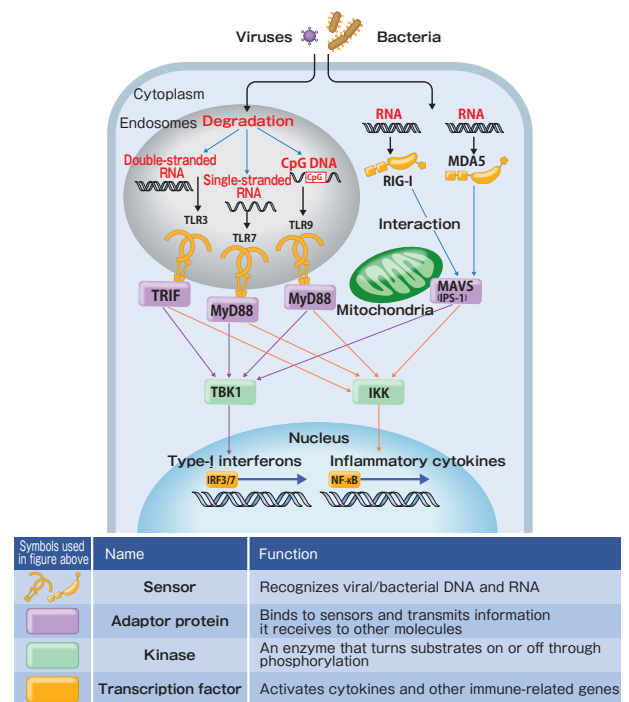 Viruses
Bacteria
Cytoplasm
Endosomes
Degradation
Double-stranded
RNA
Single-stranded
RNA
CpG DNA
CpG
TLR3
TLR7
TLR9
RNA
RNA
RIG-I
MDA5
Interaction
TRIF
MyD88
MyD88
Mitochondria
MAVS
(IPS-1)
TBK1
IKK
Nucleus
Type-I interferons
Inflammatory cytokines
IRF3/7
NF-κB
Symbols used
in figure above
Name
Function
Sensor
Recognizes viral/bacterial DNA and RNA
Adaptor protein
Binds to sensors and transmits information
it receives to other molecules
Kinase
An enzyme that turns substrates on or off through
phosphorylation
Transcription factor
Activates cytokines and other immune-related genes